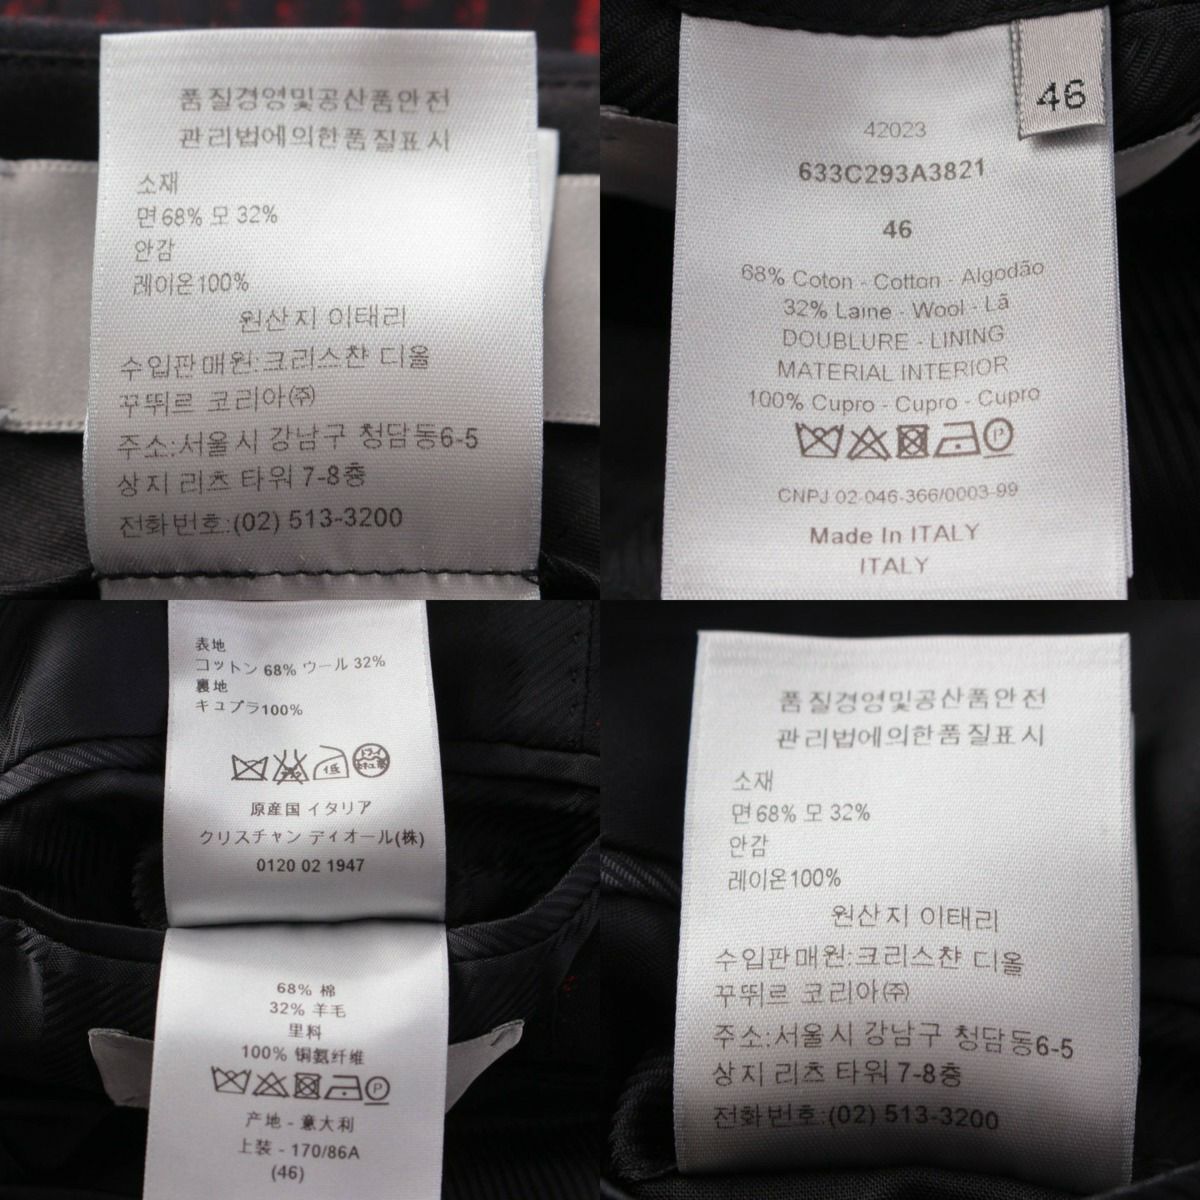 품질경영및공산품안전
관리법에의한품질표시
소재
면68% 모 32%
안감
레이온100%
원산지 이태리
수입판매원:크리스챤 디올
꾸뛰르 코리아㈜
주소:서울시 강남구 청담동6-5
상지 리츠 타워 7-8층
전화번호:(02) 513-3200
46
42023
633C293A3821
46
68% Coton - Cotton - Algodão
32% Laine - Wool - Lã
DOUBLURE - LINING
MATERIAL INTERIOR
100% Cupro - Cupro - Cupro
P
CNPJ 02-046-366/0003-99
Made In ITALY
ITALY
表地
コットン 68% ウール 32%
裏地
キュプラ100%
低
原産国 イタリア
クリスチャン ディオール(株)
0120 02 1947
68% 棉
32% 羊毛
里料
100% 铜氨纤维
P
产地 - 意大利
上装 - 170/86A
(46)
품질경영및공산품안전
관리법에의한품질표시
소재
면68% 모 32%
안감
레이온100%
원산지 이태리
수입판매원:크리스챤 디올
꾸뛰르 코리아㈜
주소:서울시 강남구 청담동6-5
상지 리츠 타워 7-8층
전화번호:(02) 513-3200